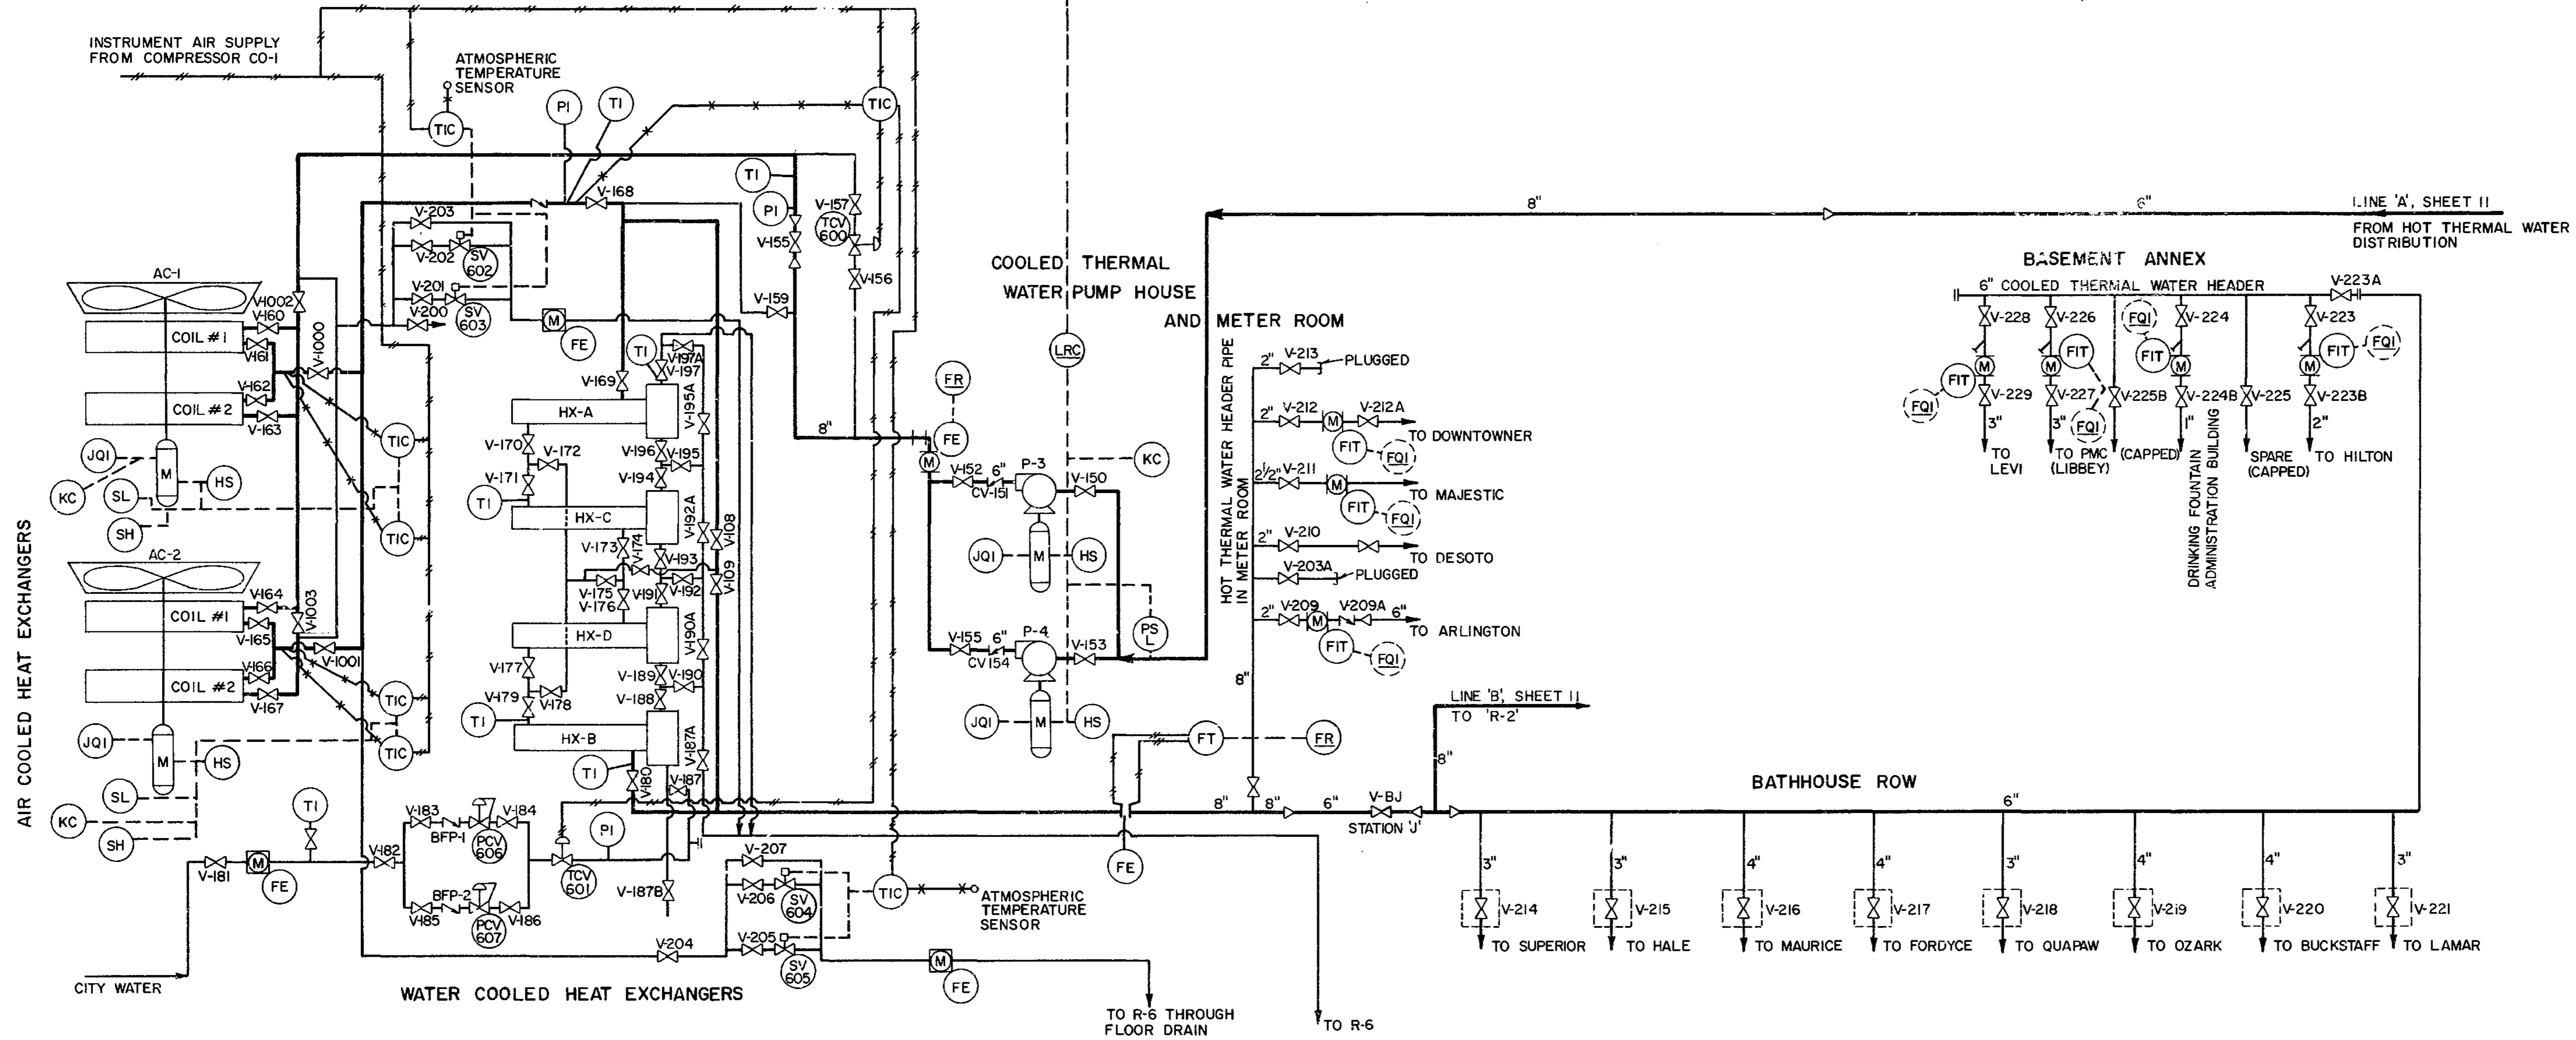 INSTRUMENT AIR SUPPLY
FROM COMPRESSOR CO-1
ATMOSPHERIC
TEMPERATURE
SENSOR
TIC
PI
TI
TIC
V-168
TI
PI
V-157
TCV
600
V-155
V-156
V-159
V-203
V-202
SV
602
V-201
SV
603
V-200
M
FE
AIR COOLED HEAT EXCHANGERS
AC-1
V-1002
V-160
COIL #1
V-161
V-1000
V-162
COIL #2
V-163
TIC
TIC
JQI
KC
M
HS
SL
SH
AC-2
V-164
COIL #1
V-165
V-1003
V-1001
V-166
COIL #2
V-167
TIC
TIC
JQI
M
HS
SL
KC
SH
TI
V-197A
V-197
V-169
HX-A
V-195A
V-170
V-172
V-196
V-195
V-171
V-194
TI
HX-C
V-192A
V-108
V-173
V-174
V-193
V-175
V-176
V-191
V-192
V-109
HX-D
V-190A
V-177
V-189
V-190
V-179
V-178
V-188
TI
HX-B
V-187A
TI
V-180
V-187
TI
V-183
V-184
BFP-1
PCV
606
V-182
PI
V-181
M
FE
BFP-2
V-185
PCV
607
V-186
TCV
601
V-187B
CITY WATER
WATER COOLED HEAT EXCHANGERS
V-204
V-207
V-206
SV
604
V-205
SV
605
TIC
ATMOSPHERIC
TEMPERATURE
SENSOR
M
FE
TO R-6 THROUGH
FLOOR DRAIN
TO R-6
COOLED THERMAL
WATER PUMP HOUSE
AND METER ROOM
LRC
8"
FR
FE
M
V-152
6"
CV-151
P-3
V-150
KC
JQI
M
HS
V-155
6"
CV 154
P-4
V-153
PS
L
JQI
M
HS
FT
FR
FE
HOT THERMAL WATER HEADER PIPE
IN METER ROOM
2"
V-213
PLUGGED
2"
V-212
M
V-212A
TO DOWNTOWNER
FIT
FQI
2 1/2"
V-211
M
TO MAJESTIC
FIT
FQI
2"
V-210
TO DESOTO
V-203A
PLUGGED
2"
V-209
M
V-209A
6"
TO ARLINGTON
FIT
FQI
8"
8"
6"
LINE 'A', SHEET 11
FROM HOT THERMAL WATER
DISTRIBUTION
BASEMENT ANNEX
6" COOLED THERMAL WATER HEADER
V-223A
V-228
V-226
FQI
V-224
V-223
M
FIT
FQI
V-229
3"
TO
LEVI
M
FIT
V-227
FQI
3"
TO PMC
(LIBBEY)
V-225B
(CAPPED)
FIT
M
V-224B
1"
DRINKING FOUNTAIN
ADMINISTRATION BUILDING
V-225
SPARE
(CAPPED)
M
FIT
FQI
V-223B
2"
TO HILTON
LINE 'B', SHEET 11
TO 'R-2'
8"
8"
8"
6"
V-BJ
STATION 'J'
BATHHOUSE ROW
6"
3"
V-214
TO SUPERIOR
3"
V-215
TO HALE
4"
V-216
TO MAURICE
4"
V-217
TO FORDYCE
3"
V-218
TO QUAPAW
4"
V-219
TO OZARK
4"
V-220
TO BUCKSTAFF
3"
V-221
TO LAMAR